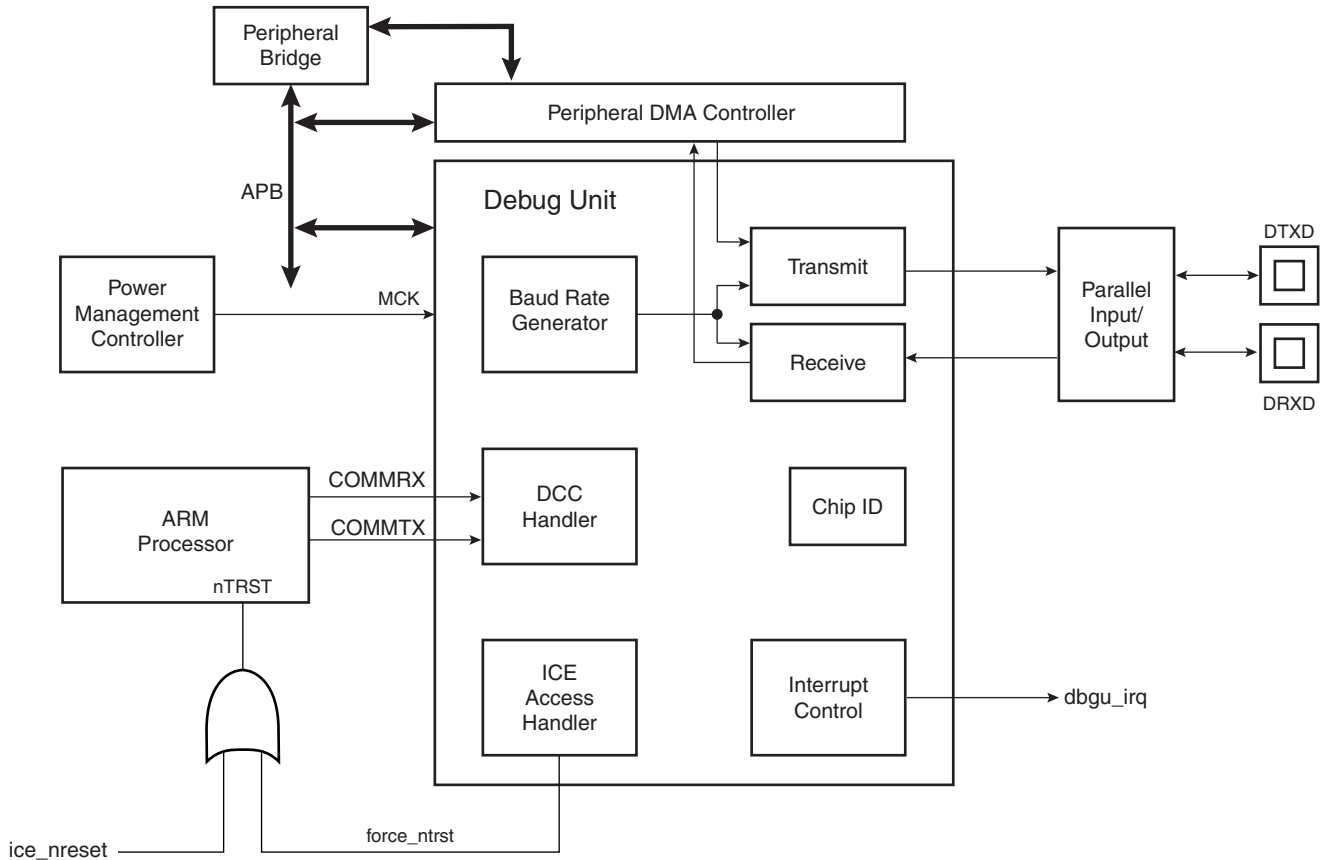 Peripheral
Bridge
Peripheral DMA Controller
APB
Debug Unit
Power
Management
Controller
MCK
Baud Rate
Generator
Transmit
Receive
Parallel
Input/
Output
DTXD
DRXD
COMMRX
COMMTX
ARM
Processor
nTRST
DCC
Handler
Chip ID
ICE
Access
Handler
Interrupt
Control
dbgu_irq
force_ntrst
ice_nreset